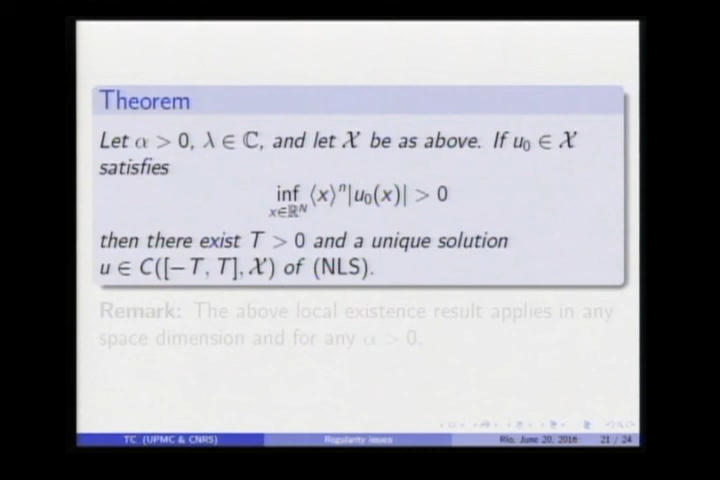 Theorem
Let α > 0, λ ∈ ℂ, and let 𝒳 be as above. If u₀ ∈ 𝒳
satisfies
inf ⟨x⟩ⁿ|u₀(x)| > 0
x∈ℝᴺ
then there exist T > 0 and a unique solution
u ∈ C([−T, T], 𝒳) of (NLS).
Remark: The above local existence result applies in any
space dimension and for any α > 0.
TC (UPMC & CNRS) Regularity issues Rio, June 20, 2016 21 / 24